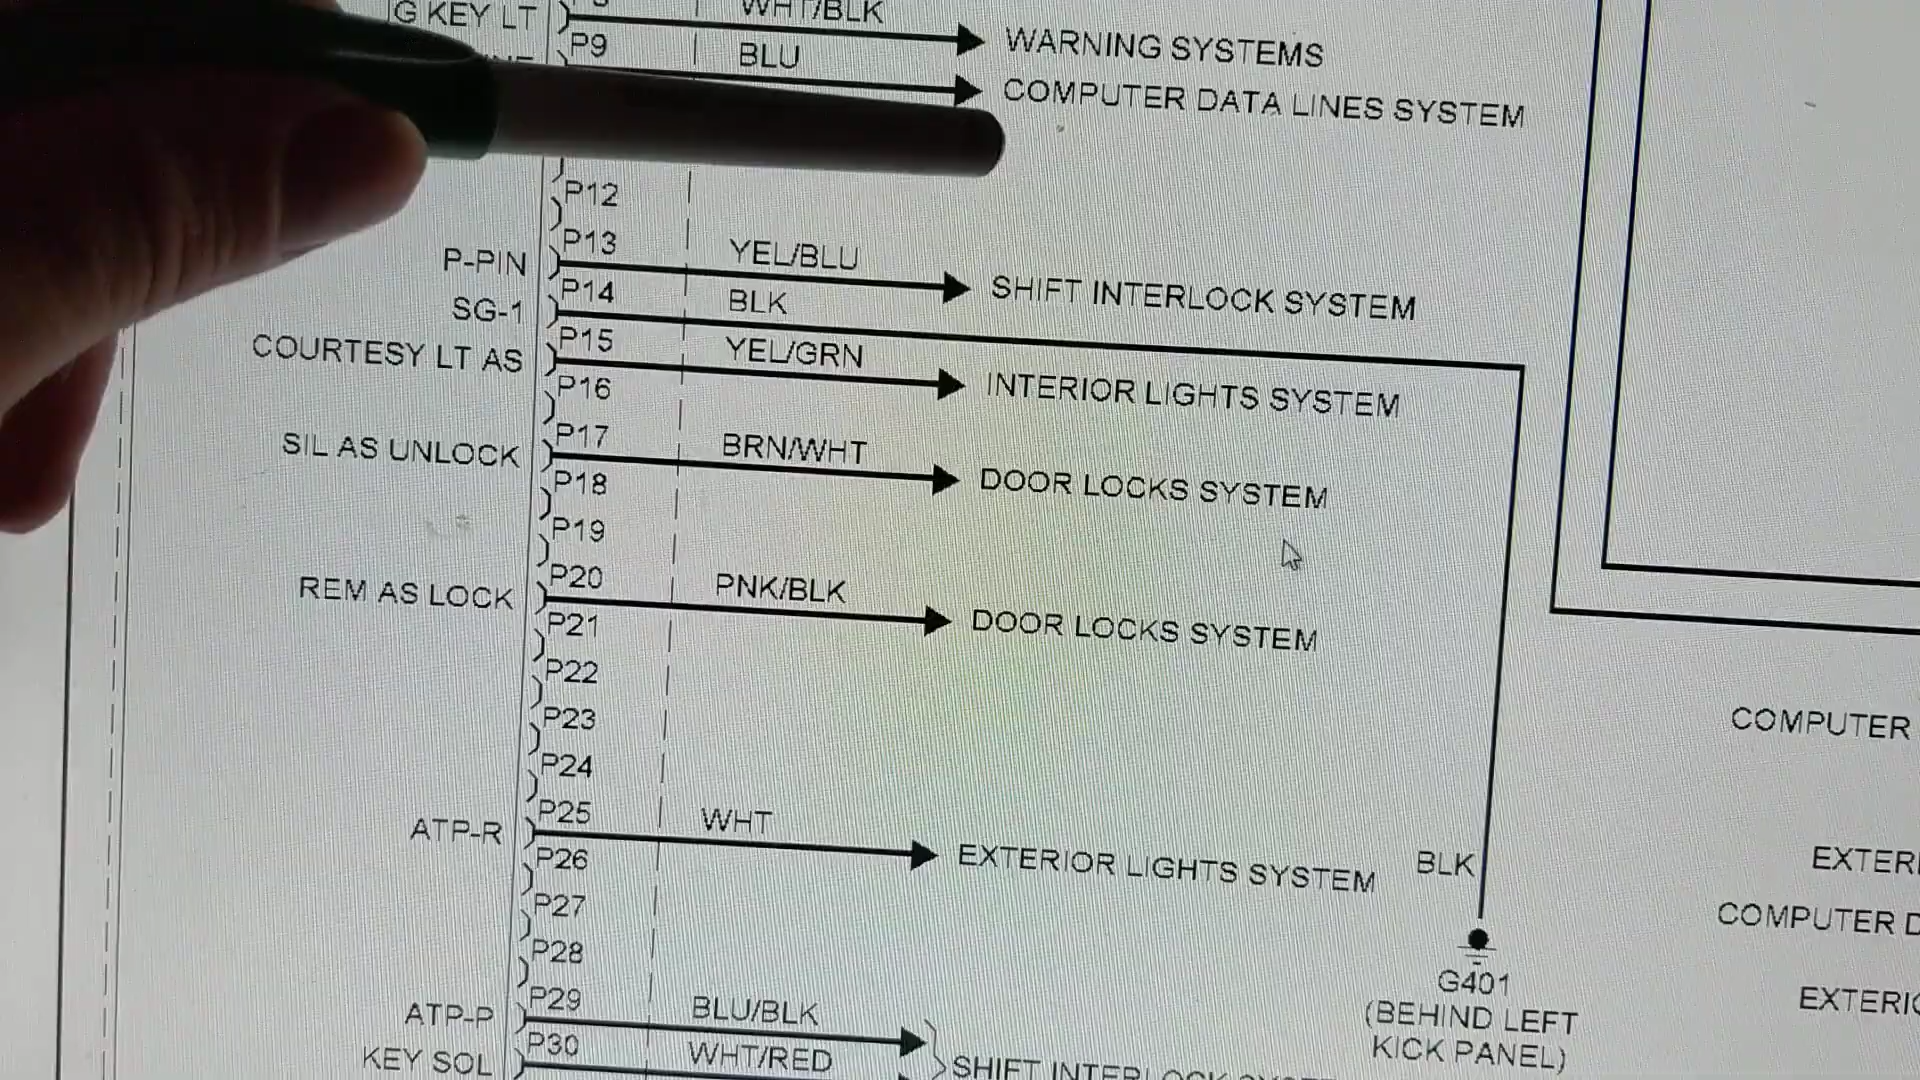 G KEY LT WHT/BLK WARNING SYSTEMS
P9 BLU COMPUTER DATA LINES SYSTEM
P12
P13
P-PIN YEL/BLU SHIFT INTERLOCK SYSTEM
P14
SG-1 BLK
P15
COURTESY LT AS YEL/GRN INTERIOR LIGHTS SYSTEM
P16
P17
SIL AS UNLOCK BRN/WHT DOOR LOCKS SYSTEM
P18
P19
P20
REM AS LOCK PNK/BLK DOOR LOCKS SYSTEM
P21
P22
P23
COMPUTER
P24
P25
ATP-R WHT EXTERIOR LIGHTS SYSTEM
BLK
P26
EXTERI
P27
COMPUTER D
P28
G401
(BEHIND LEFT
KICK PANEL)
EXTERIO
P29
ATP-P BLU/BLK
P30
KEY SOL WHT/RED SHIFT INTERLOCK